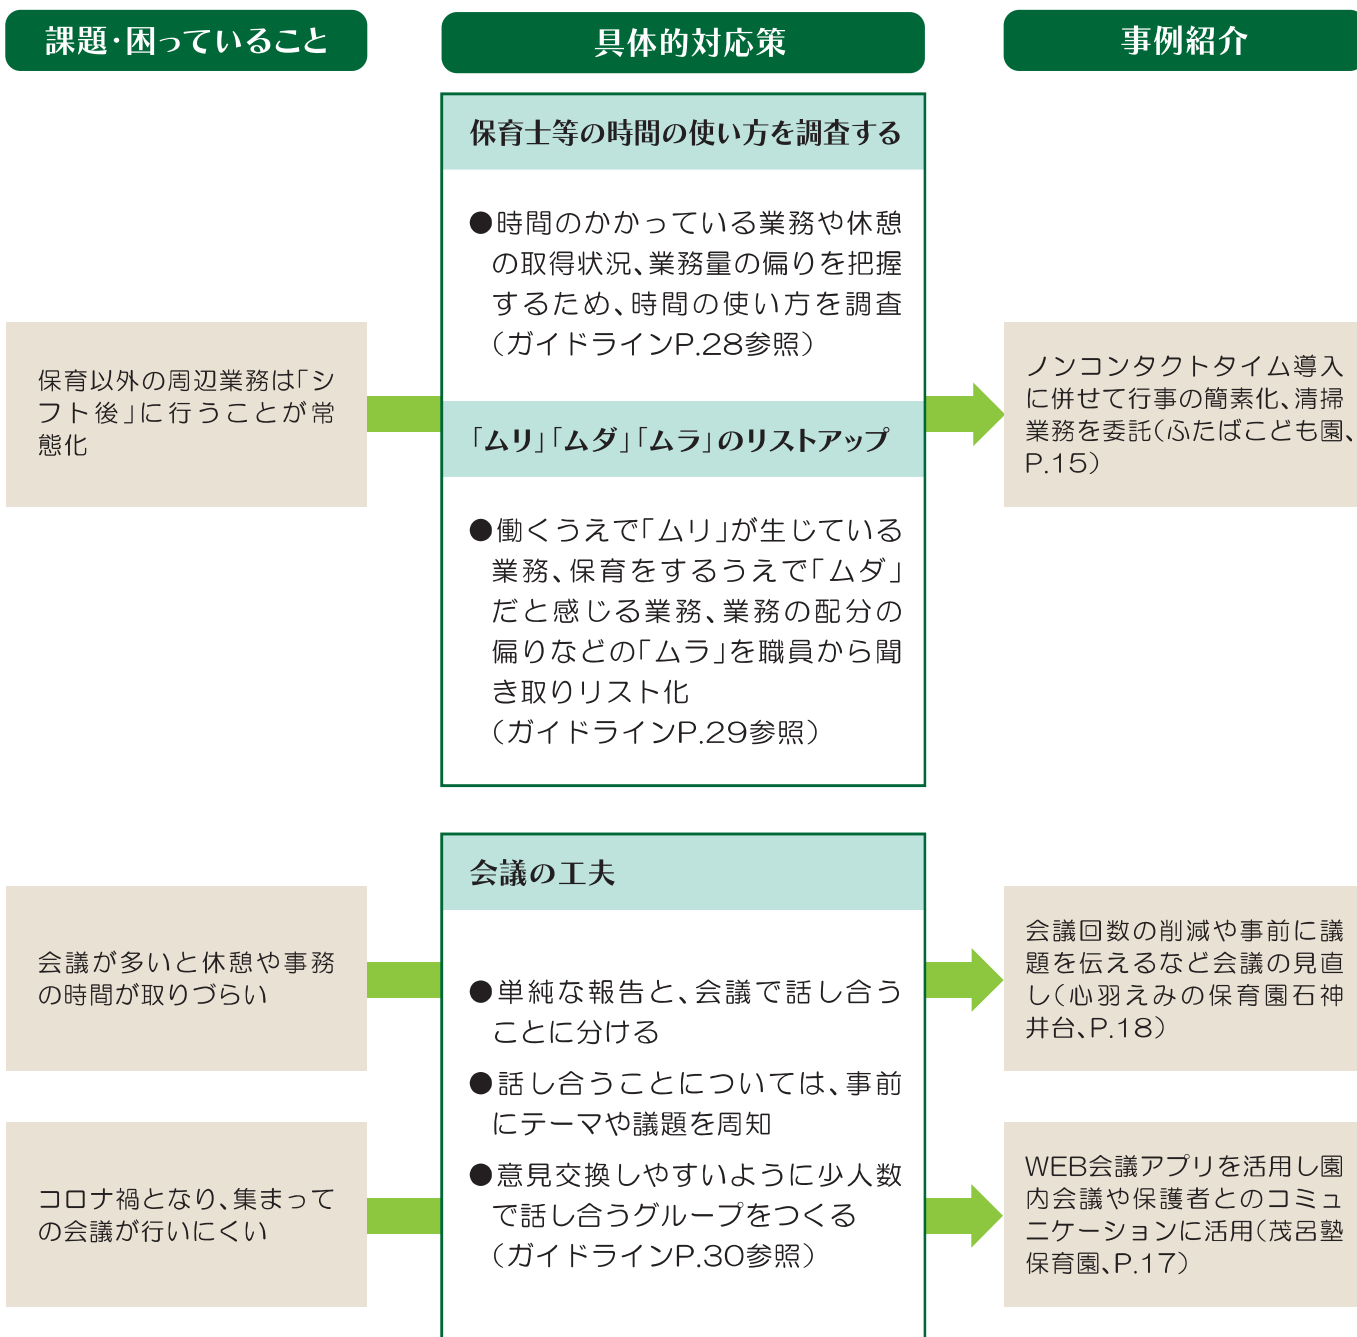 課題・困っていること
具体的対応策
事例紹介
保育以外の周辺業務は「シ
フト後」に行うことが常
態化
保育士等の時間の使い方を調査する
●時間のかかっている業務や休憩
の取得状況、業務量の偏りを把握
するため、時間の使い方を調査
（ガイドラインP.28参照）
「ムリ」「ムダ」「ムラ」のリストアップ
●働くうえで「ムリ」が生じている
業務、保育をするうえで「ムダ」
だと感じる業務、業務の配分の
偏りなどの「ムラ」を職員から聞
き取りリスト化
（ガイドラインP.29参照）
ノンコンタクトタイム導入
に併せて行事の簡素化、清掃
業務を委託（ふたばこども園、
P.15）
会議が多いと休憩や事務
の時間が取りづらい
コロナ禍となり、集まって
の会議が行いにくい
会議の工夫
●単純な報告と、会議で話し合う
ことに分ける
●話し合うことについては、事前
にテーマや議題を周知
●意見交換しやすいように少人数
で話し合うグループをつくる
（ガイドラインP.30参照）
会議回数の削減や事前に議
題を伝えるなど会議の見直
し（心羽えみの保育園石神
井台、P.18）
WEB会議アプリを活用し園
内会議や保護者とのコミュ
ニケーションに活用（茂呂塾
保育園、P.17）